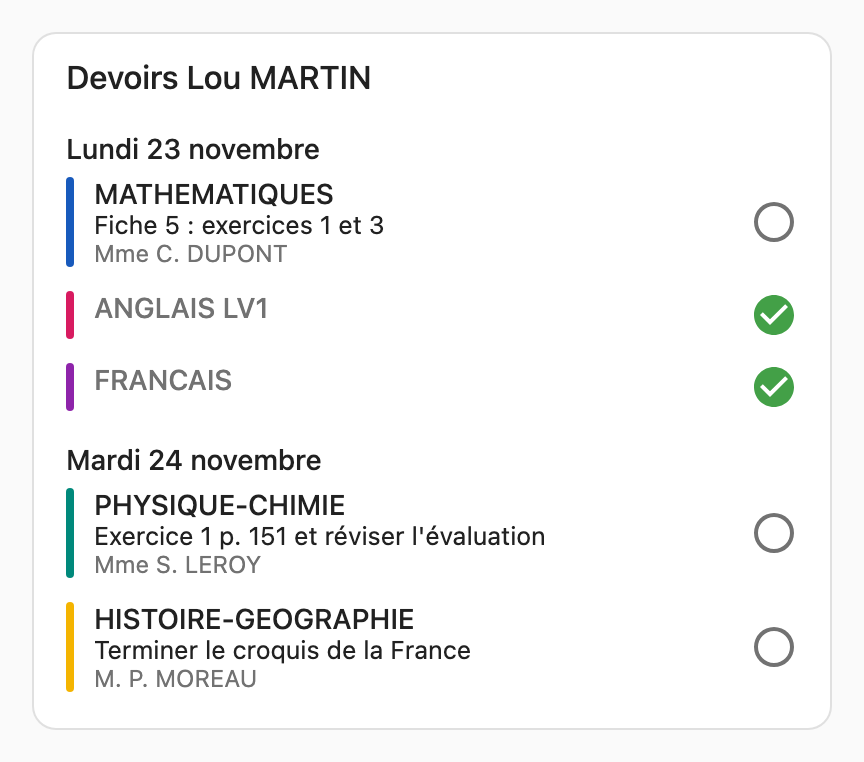 Devoirs Lou MARTIN
Lundi 23 novembre
MATHEMATIQUES
Fiche 5 : exercices 1 et 3
Mme C. DUPONT
ANGLAIS LV1
FRANCAIS
Mardi 24 novembre
PHYSIQUE-CHIMIE
Exercice 1 p. 151 et réviser l'évaluation
Mme S. LEROY
HISTOIRE-GEOGRAPHIE
Terminer le croquis de la France
M. P. MOREAU